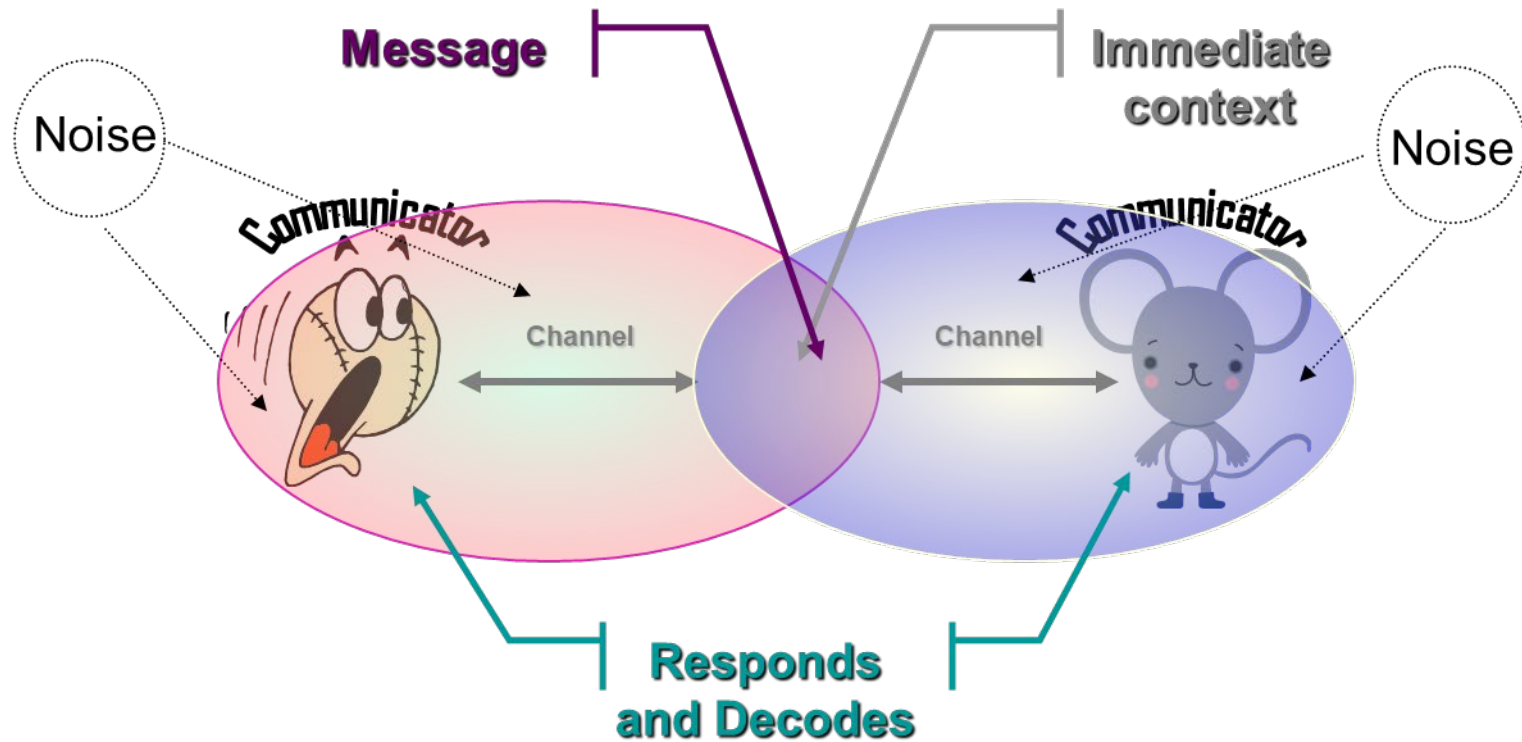 Message
Immediate
context
Noise
Noise
Communicator
Communicator
Channel
Channel
Responds
and Decodes